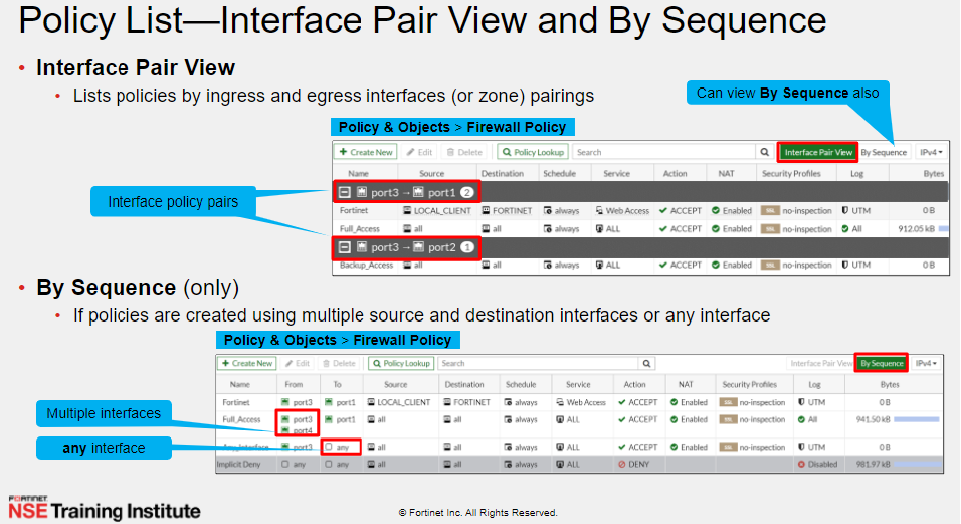 Policy List—Interface Pair View and By Sequence
• Interface Pair View
• Lists policies by ingress and egress interfaces (or zone) pairings
Can view By Sequence also
Policy & Objects > Firewall Policy
+ Create New Edit Delete Policy Lookup Search Interface Pair View By Sequence IPv4
Name Source Destination Schedule Service Action NAT Security Profiles Log Bytes
port3 → port1 2
Interface policy pairs
Fortinet LOCAL_CLIENT FORTINET always Web Access ACCEPT Enabled SSL no-inspection UTM 0 B
Full_Access all all always ALL ACCEPT Enabled SSL no-inspection All 912.05 kB
port3 → port2 1
Backup_Access all all always ALL ACCEPT Enabled SSL no-inspection UTM 0 B
• By Sequence (only)
• If policies are created using multiple source and destination interfaces or any interface
Policy & Objects > Firewall Policy
+ Create New Edit Delete Policy Lookup Search Interface Pair View By Sequence IPv4
Name From To Source Destination Schedule Service Action NAT Security Profiles Log Bytes
Fortinet port3 port1 LOCAL_CLIENT FORTINET always Web Access ACCEPT Enabled SSL no-inspection UTM 0 B
Multiple interfaces
Full_Access port3 port1 all all always ALL ACCEPT Enabled SSL no-inspection All 941.50 kB
port4
any interface
Any_Interface port3 any all all always ALL ACCEPT Enabled SSL no-inspection UTM 0 B
Implicit Deny any any all all always ALL DENY Disabled 981.97 kB
FORTINET
NSE Training Institute
© Fortinet Inc. All Rights Reserved.